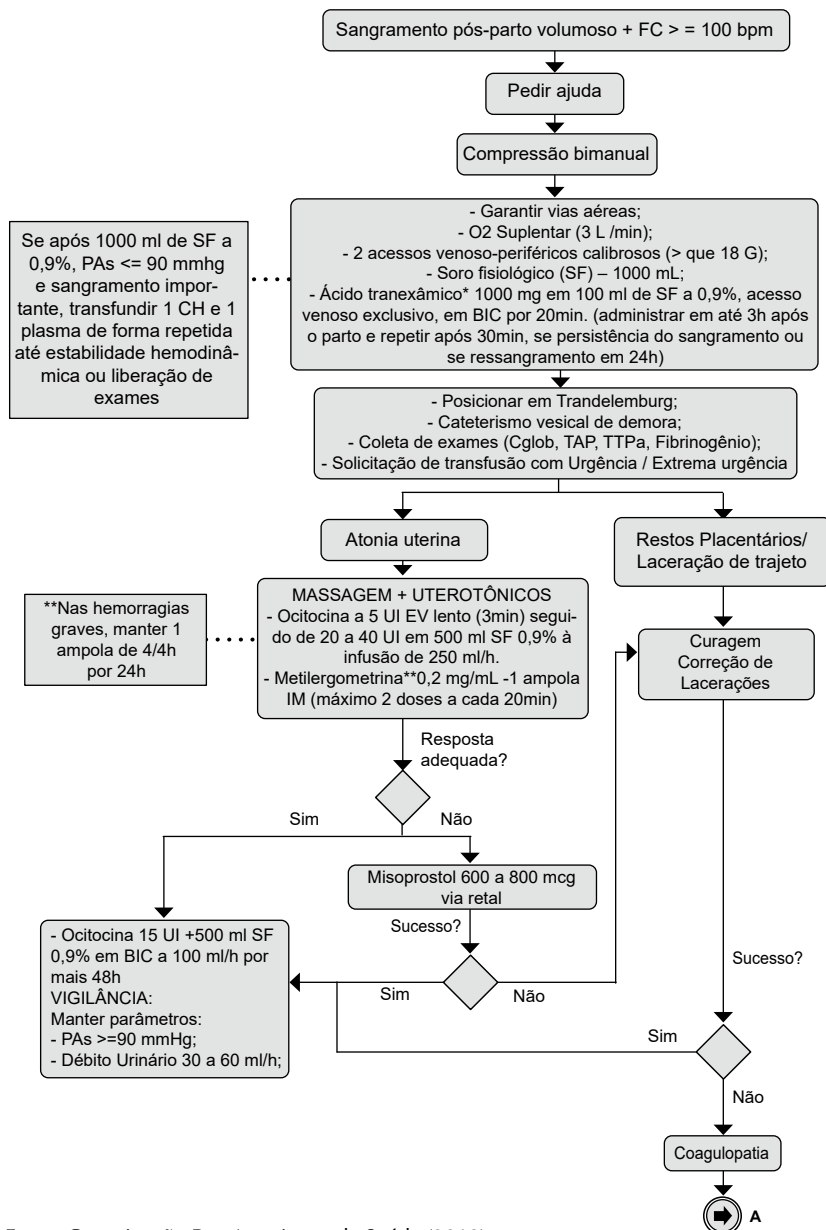 Sangramento pós-parto volumoso + FC > = 100 bpm
Pedir ajuda
Compressão bimanual
Se após 1000 ml de SF a
0,9%, PAs <= 90 mmhg
e sangramento impor-
tante, transfundir 1 CH e 1
plasma de forma repetida
até estabilidade hemodinâ-
mica ou liberação de
exames
- Garantir vias aéreas;
- O2 Suplentar (3 L /min);
- 2 acessos venoso-periféricos calibrosos (> que 18 G);
- Soro fisiológico (SF) – 1000 mL;
- Ácido tranexâmico* 1000 mg em 100 ml de SF a 0,9%, acesso
venoso exclusivo, em BIC por 20min. (administrar em até 3h após
o parto e repetir após 30min, se persistência do sangramento ou
se ressangramento em 24h)
- Posicionar em Trandelemburg;
- Cateterismo vesical de demora;
- Coleta de exames (Cglob, TAP, TTPa, Fibrinogênio);
- Solicitação de transfusão com Urgência / Extrema urgência
Atonia uterina
Restos Placentários/
Laceração de trajeto
**Nas hemorragias
graves, manter 1
ampola de 4/4h
por 24h
MASSAGEM + UTEROTÔNICOS
- Ocitocina a 5 UI EV lento (3min) segui-
do de 20 a 40 UI em 500 ml SF 0,9% à
infusão de 250 ml/h.
- Metilergometrina**0,2 mg/mL -1 ampola
IM (máximo 2 doses a cada 20min)
Curagem
Correção de
Lacerações
Resposta
adequada?
Sim
Não
Misoprostol 600 a 800 mcg
via retal
Sucesso?
Sim
Não
- Ocitocina 15 UI +500 ml SF
0,9% em BIC a 100 ml/h por
mais 48h
VIGILÂNCIA:
Manter parâmetros:
- PAs >=90 mmHg;
- Débito Urinário 30 a 60 ml/h;
Sucesso?
Sim
Não
Coagulopatia
A